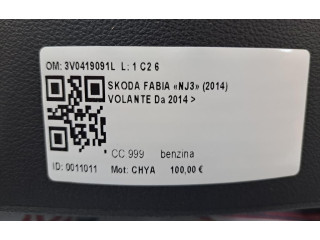 OM: 3V0419091L L: 1 C2 6
SKODA FABIA «NJ3» (2014)
VOLANTE Da 2014 >
* CC 999 benzina
ID: 0011011 Mot: CHYA 100,00 €